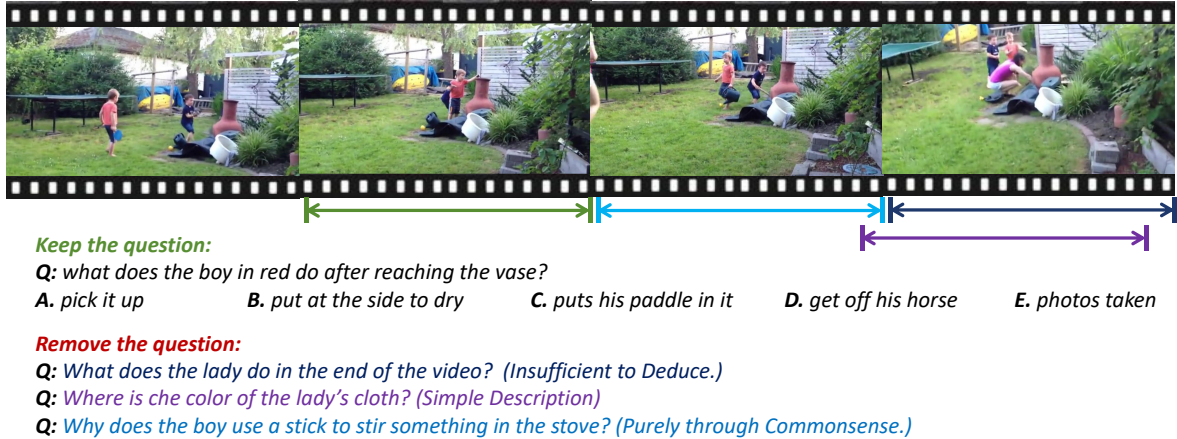 Keep the question:
Q: what does the boy in red do after reaching the vase?
A. pick it up B. put at the side to dry C. puts his paddle in it D. get off his horse E. photos taken
Remove the question:
Q: What does the lady do in the end of the video? (Insufficient to Deduce.)
Q: Where is che color of the lady's cloth? (Simple Description)
Q: Why does the boy use a stick to stir something in the stove? (Purely through Commonsense.)